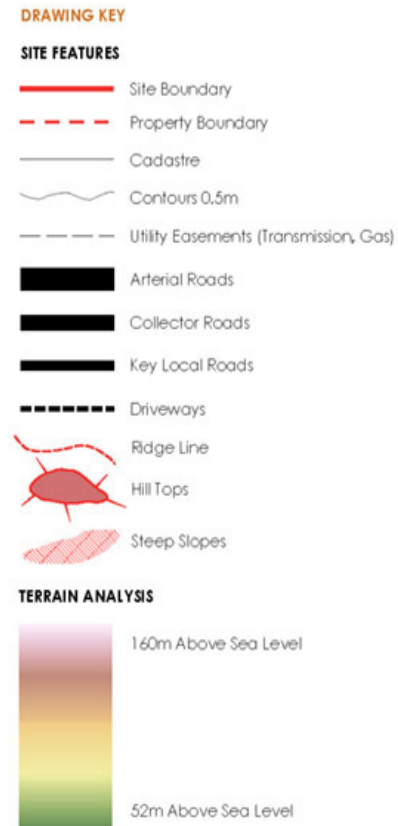 DRAWING KEY
SITE FEATURES
Site Boundary
Property Boundary
Cadastre
Contours 0.5m
Utility Easements (Transmission, Gas)
Arterial Roads
Collector Roads
Key Local Roads
Driveways
Ridge Line
Hill Tops
Steep Slopes
TERRAIN ANALYSIS
160m Above Sea Level
52m Above Sea Level